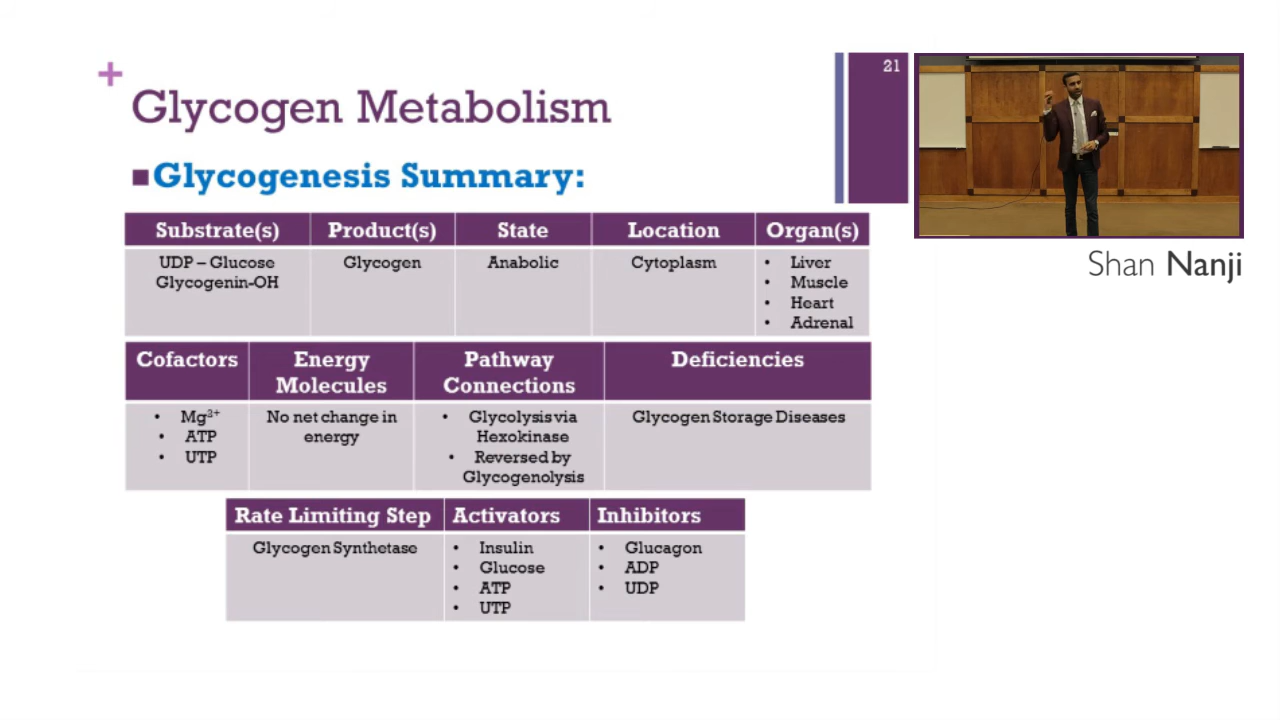 +
21
Glycogen Metabolism
Glycogenesis Summary:
Substrate(s) Product(s) State Location Organ(s)
UDP – Glucose Glycogen Anabolic Cytoplasm • Liver
Glycogenin-OH • Muscle
• Heart
• Adrenal
Cofactors Energy Pathway Deficiencies
Molecules Connections
• Mg²⁺ No net change in • Glycolysis via Glycogen Storage Diseases
• ATP energy Hexokinase
• UTP • Reversed by
Glycogenolysis
Rate Limiting Step Activators Inhibitors
Glycogen Synthetase • Insulin • Glucagon
• Glucose • ADP
• ATP • UDP
• UTP
Shan Nanji